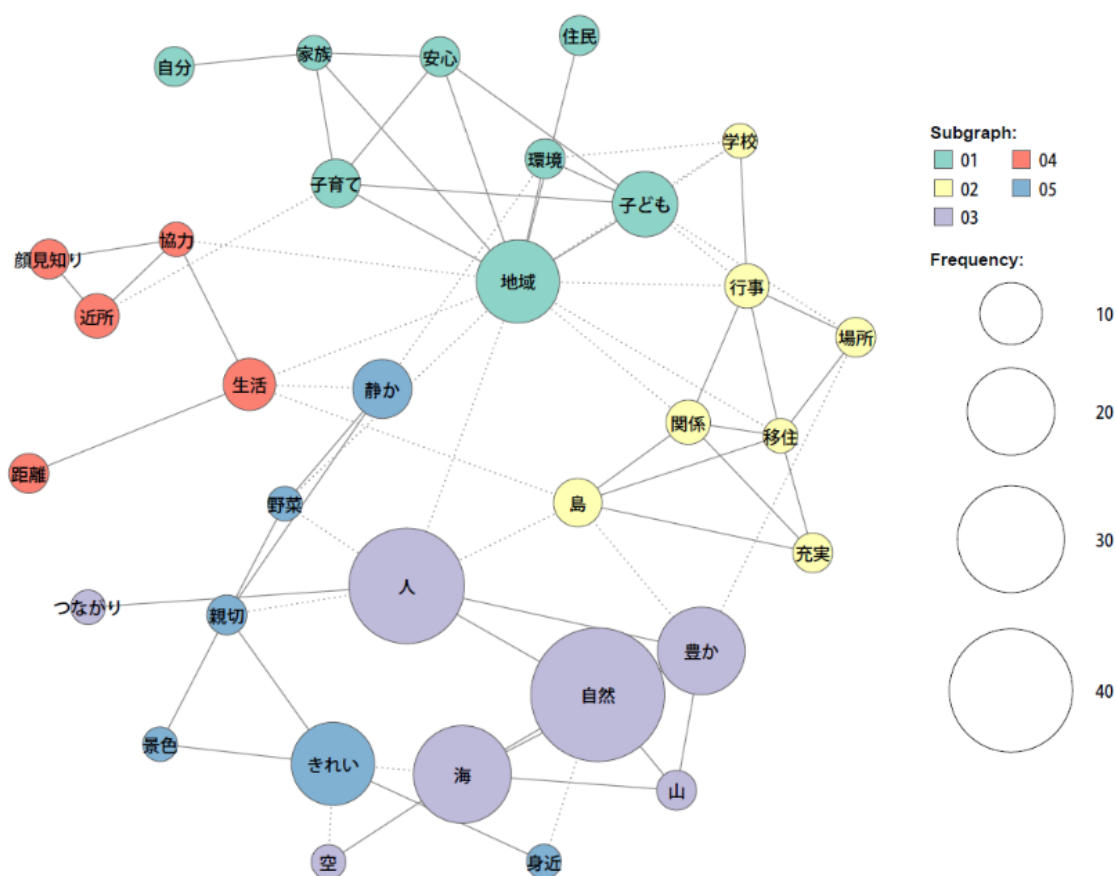 住民
自分
家族
安心
学校
環境
子育て
子ども
協力
顔見知り
近所
地域
行事
場所
生活
静か
関係
移住
距離
野菜
島
充実
人
つながり
親切
豊か
自然
景色
きれい
海
山
空
身近
Subgraph:
01 04
02 05
03
Frequency:
10
20
30
40